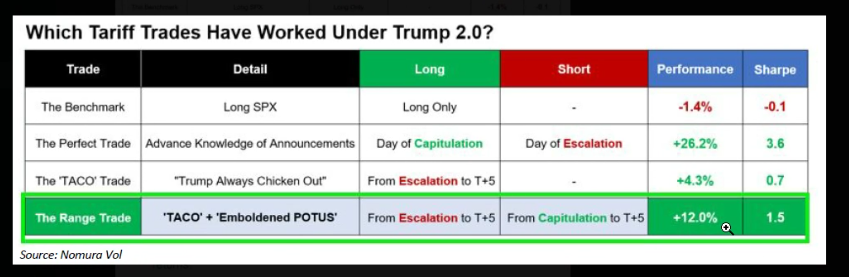 Which Tariff Trades Have Worked Under Trump 2.0?
Trade Detail Long Short Performance Sharpe
The Benchmark Long SPX Long Only - -1.4% -0.1
The Perfect Trade Advance Knowledge of Announcements Day of Capitulation Day of Escalation +26.2% 3.6
The 'TACO' Trade "Trump Always Chicken Out" From Escalation to T+5 - +4.3% 0.7
The Range Trade 'TACO' + 'Emboldened POTUS' From Escalation to T+5 From Capitulation to T+5 +12.0% 1.5
Source: Nomura Vol